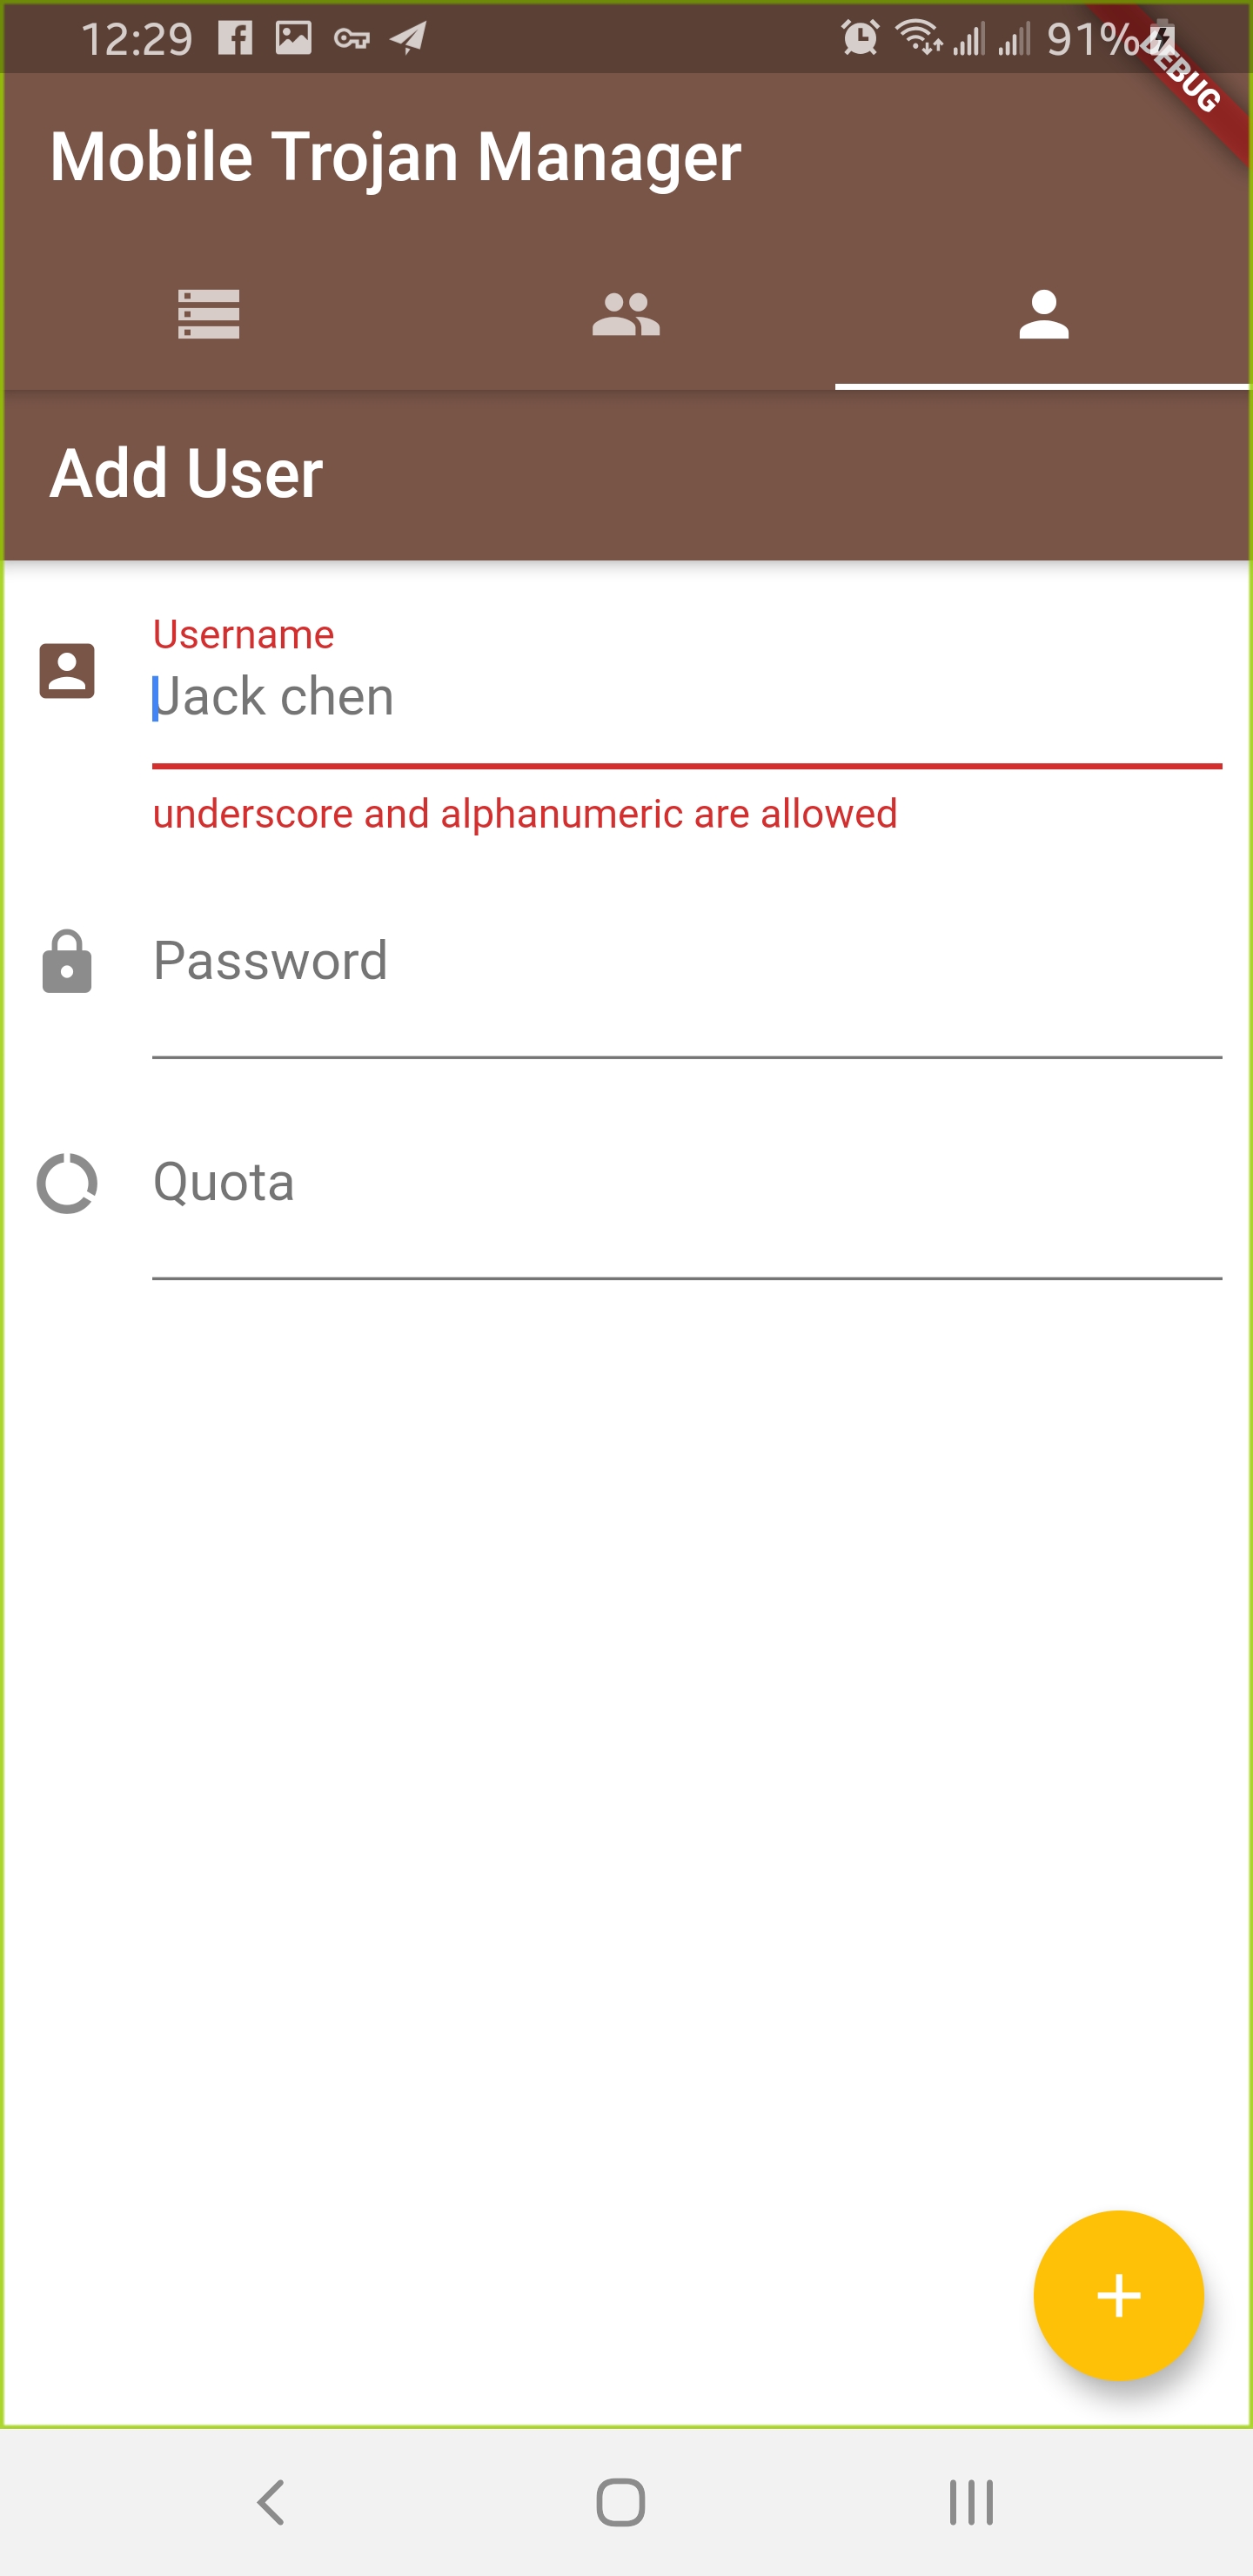 12:29 91%
DEBUG
Mobile Trojan Manager
Add User
Username
Jack chen
underscore and alphanumeric are allowed
Password
Quota